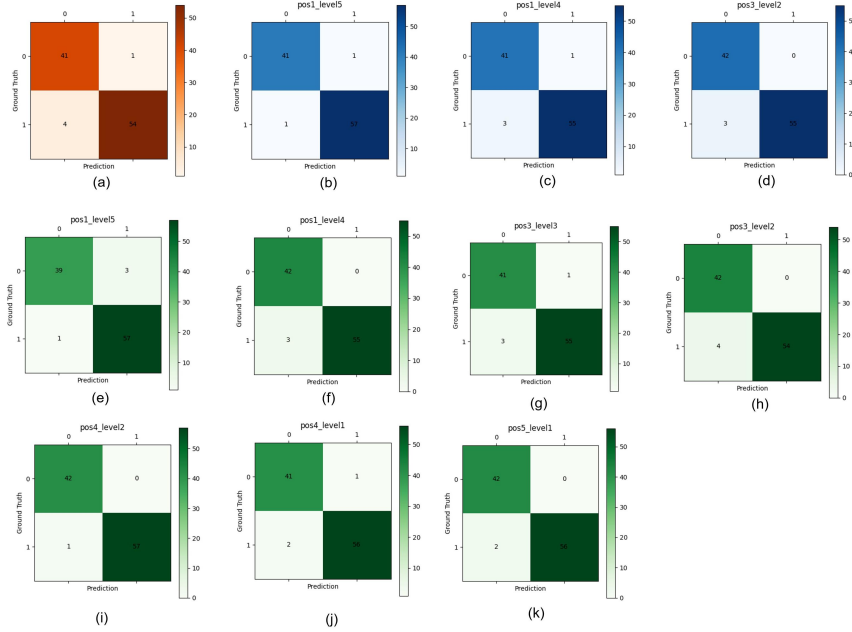 0 1
Ground Truth
0 41 1
1 4 54
Prediction
50
40
30
20
10
(a)
pos1_level5
0 1
Ground Truth
0 41 1
1 1 57
Prediction
50
40
30
20
10
(b)
pos1_level4
0 1
Ground Truth
0 41 1
1 3 55
Prediction
50
40
30
20
10
(c)
pos3_level2
0 1
Ground Truth
0 42 0
1 3 55
Prediction
50
40
30
20
10
0
(d)
pos1_level5
0 1
Ground Truth
0 39 3
1 1 57
Prediction
50
40
30
20
10
(e)
pos1_level4
0 1
Ground Truth
0 42 0
1 3 55
Prediction
50
40
30
20
10
0
(f)
pos3_level3
0 1
Ground Truth
0 41 1
1 3 55
Prediction
50
40
30
20
10
(g)
pos3_level2
0 1
Ground Truth
0 42 0
1 4 54
Prediction
50
40
30
20
10
0
(h)
pos4_level2
0 1
Ground Truth
0 42 0
1 1 57
Prediction
50
40
30
20
10
0
(i)
pos4_level1
0 1
Ground Truth
0 41 1
1 2 56
Prediction
50
40
30
20
10
(j)
pos5_level1
0 1
Ground Truth
0 42 0
1 2 56
Prediction
50
40
30
20
10
0
(k)